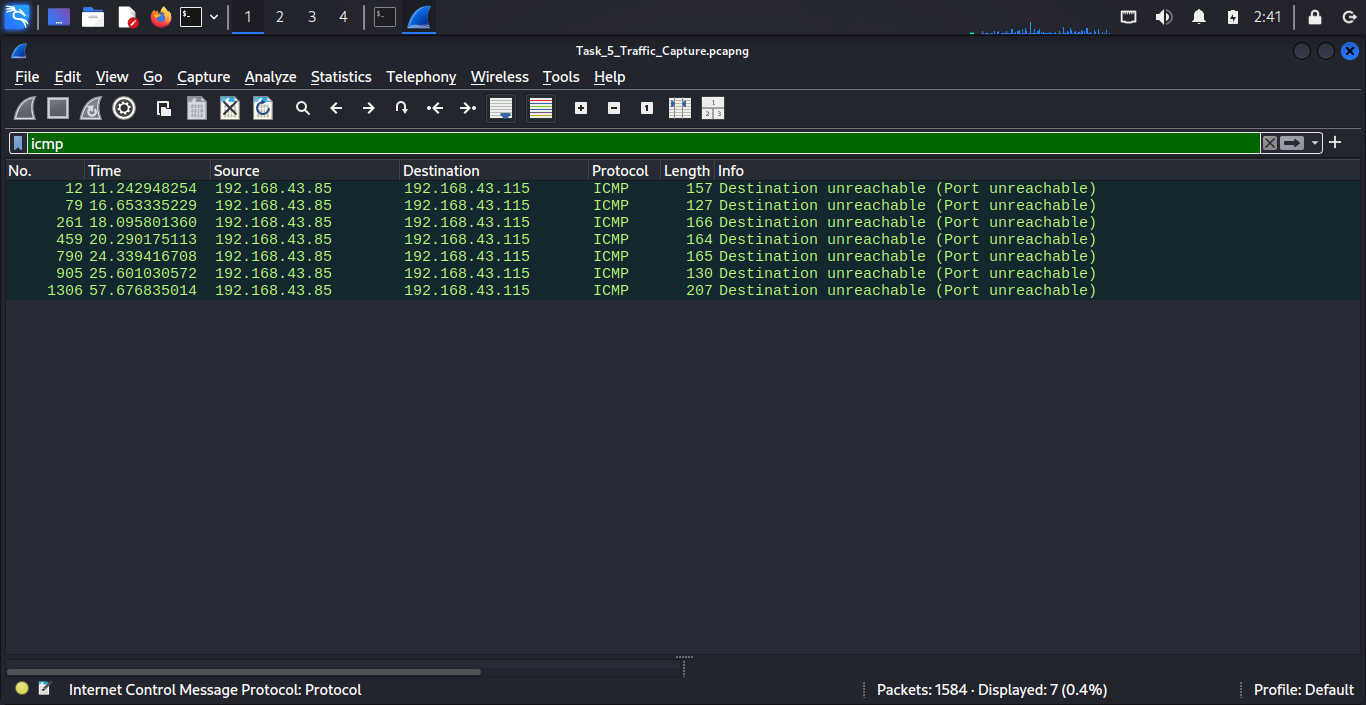 1 2 3 4 2:41
Task_5_Traffic_Capture.pcapng
File Edit View Go Capture Analyze Statistics Telephony Wireless Tools Help
icmp
No. Time Source Destination Protocol Length Info
12 11.242948254 192.168.43.85 192.168.43.115 ICMP 157 Destination unreachable (Port unreachable)
79 16.653335229 192.168.43.85 192.168.43.115 ICMP 127 Destination unreachable (Port unreachable)
261 18.095801360 192.168.43.85 192.168.43.115 ICMP 166 Destination unreachable (Port unreachable)
459 20.290175113 192.168.43.85 192.168.43.115 ICMP 164 Destination unreachable (Port unreachable)
790 24.339416708 192.168.43.85 192.168.43.115 ICMP 165 Destination unreachable (Port unreachable)
905 25.601030572 192.168.43.85 192.168.43.115 ICMP 130 Destination unreachable (Port unreachable)
1306 57.676835014 192.168.43.85 192.168.43.115 ICMP 207 Destination unreachable (Port unreachable)
Internet Control Message Protocol: Protocol Packets: 1584 · Displayed: 7 (0.4%) Profile: Default